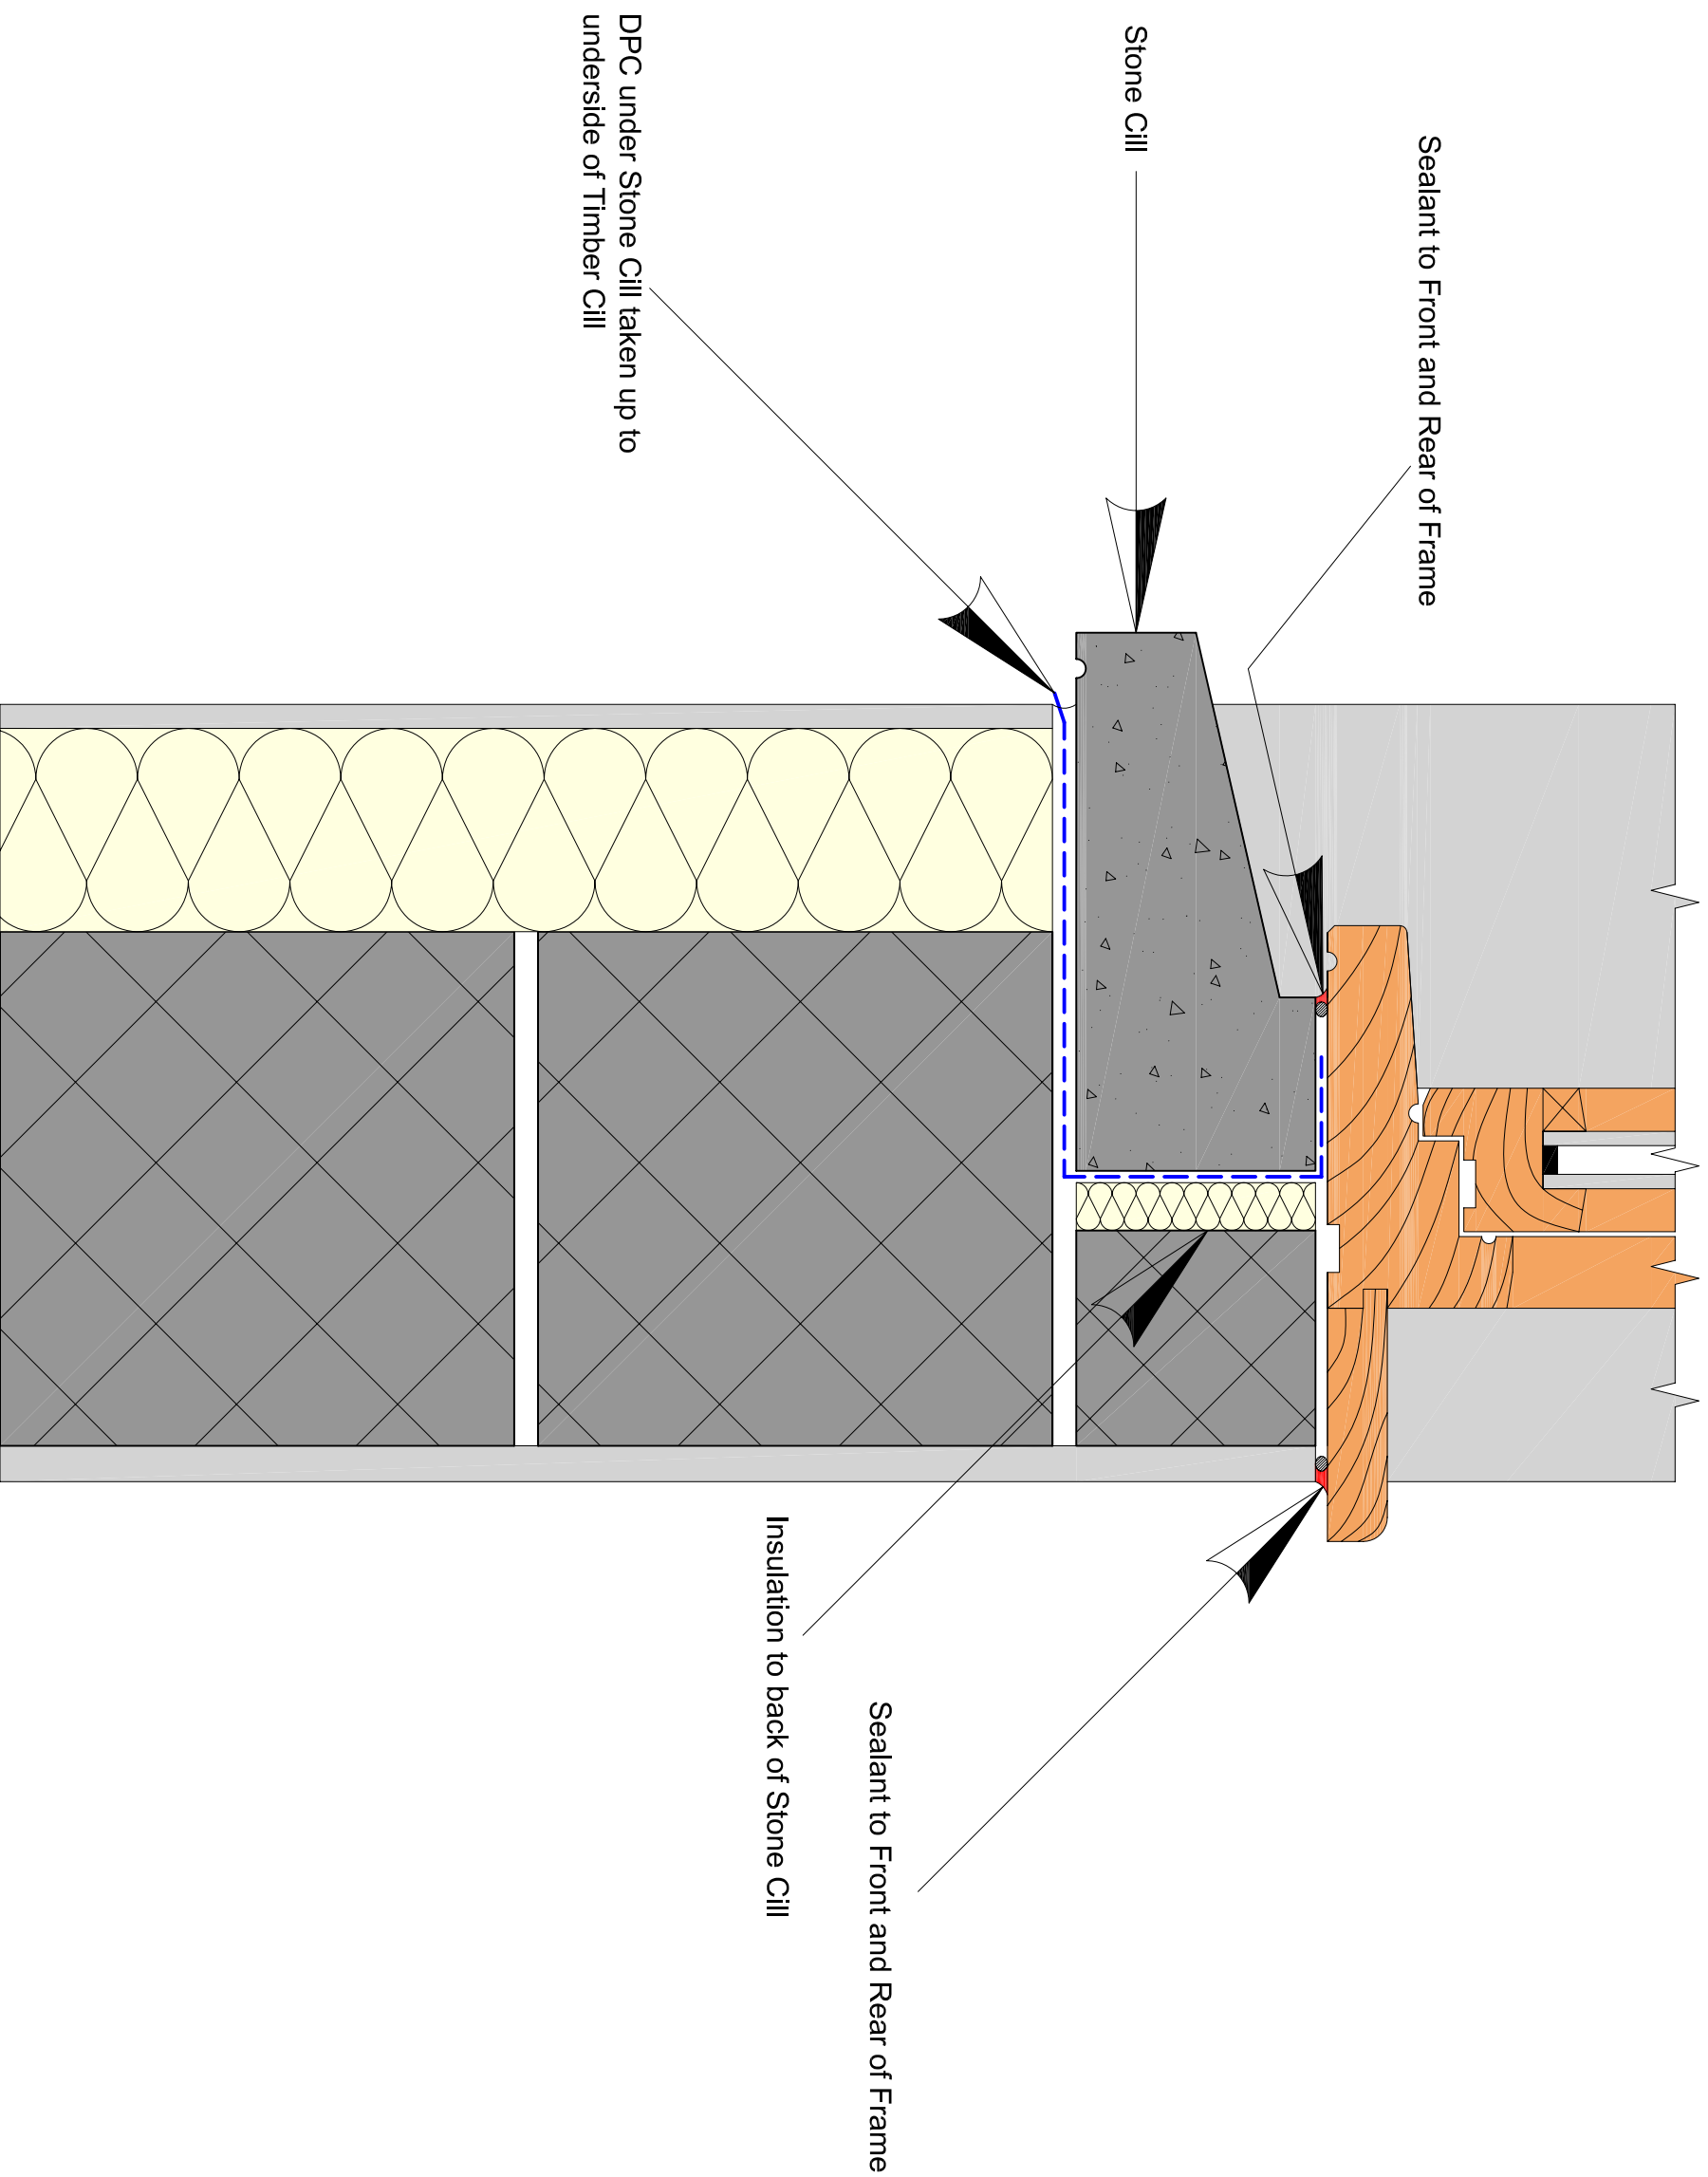 Sealant to Front and Rear of Frame
Stone Cill
DPC under Stone Cill taken up to
underside of Timber Cill
Sealant to Front and Rear of Frame
Insulation to back of Stone Cill